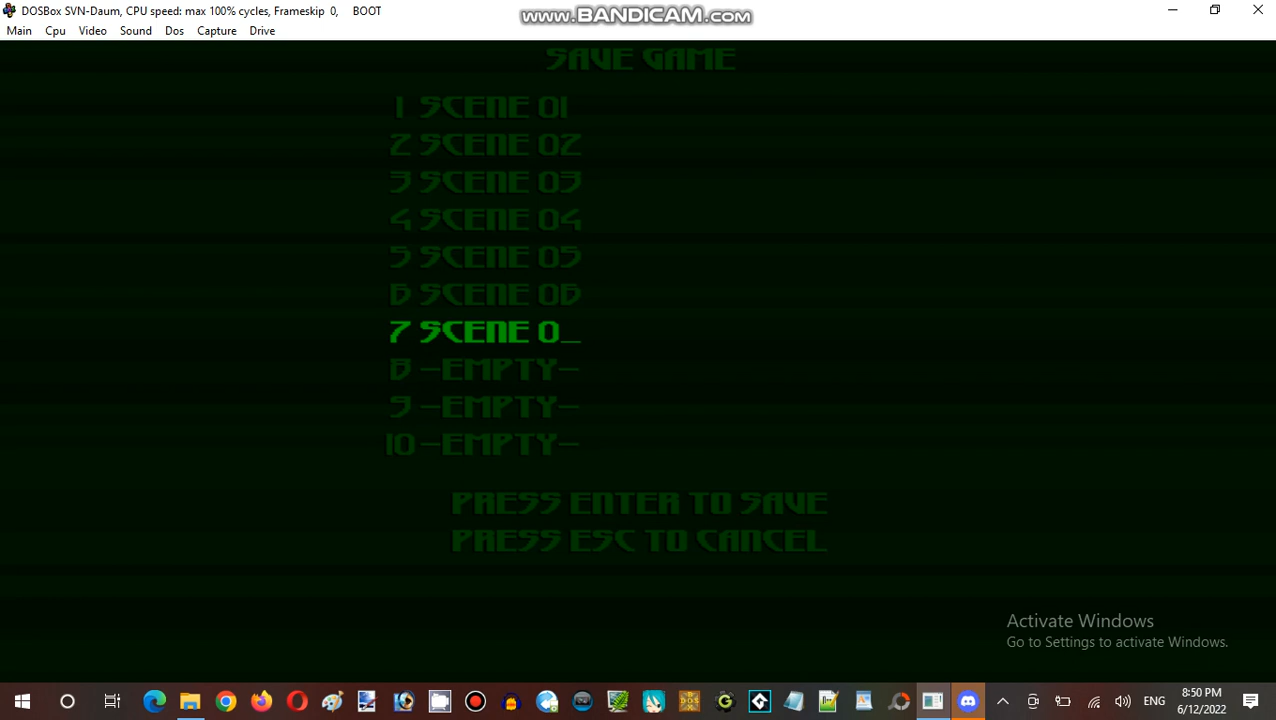 DOSBox SVN-Daum, CPU speed: max 100% cycles, Frameskip 0, BOOT
www.BANDICAM.com
Main Cpu Video Sound Dos Capture Drive
SAVE GAME
1 SCENE 01
2 SCENE 02
3 SCENE 03
4 SCENE 04
5 SCENE 05
6 SCENE 06
7 SCENE 0_
8 -EMPTY-
9 -EMPTY-
10 -EMPTY-
PRESS ENTER TO SAVE
PRESS ESC TO CANCEL
Activate Windows
Go to Settings to activate Windows.
ENG
8:50 PM
6/12/2022